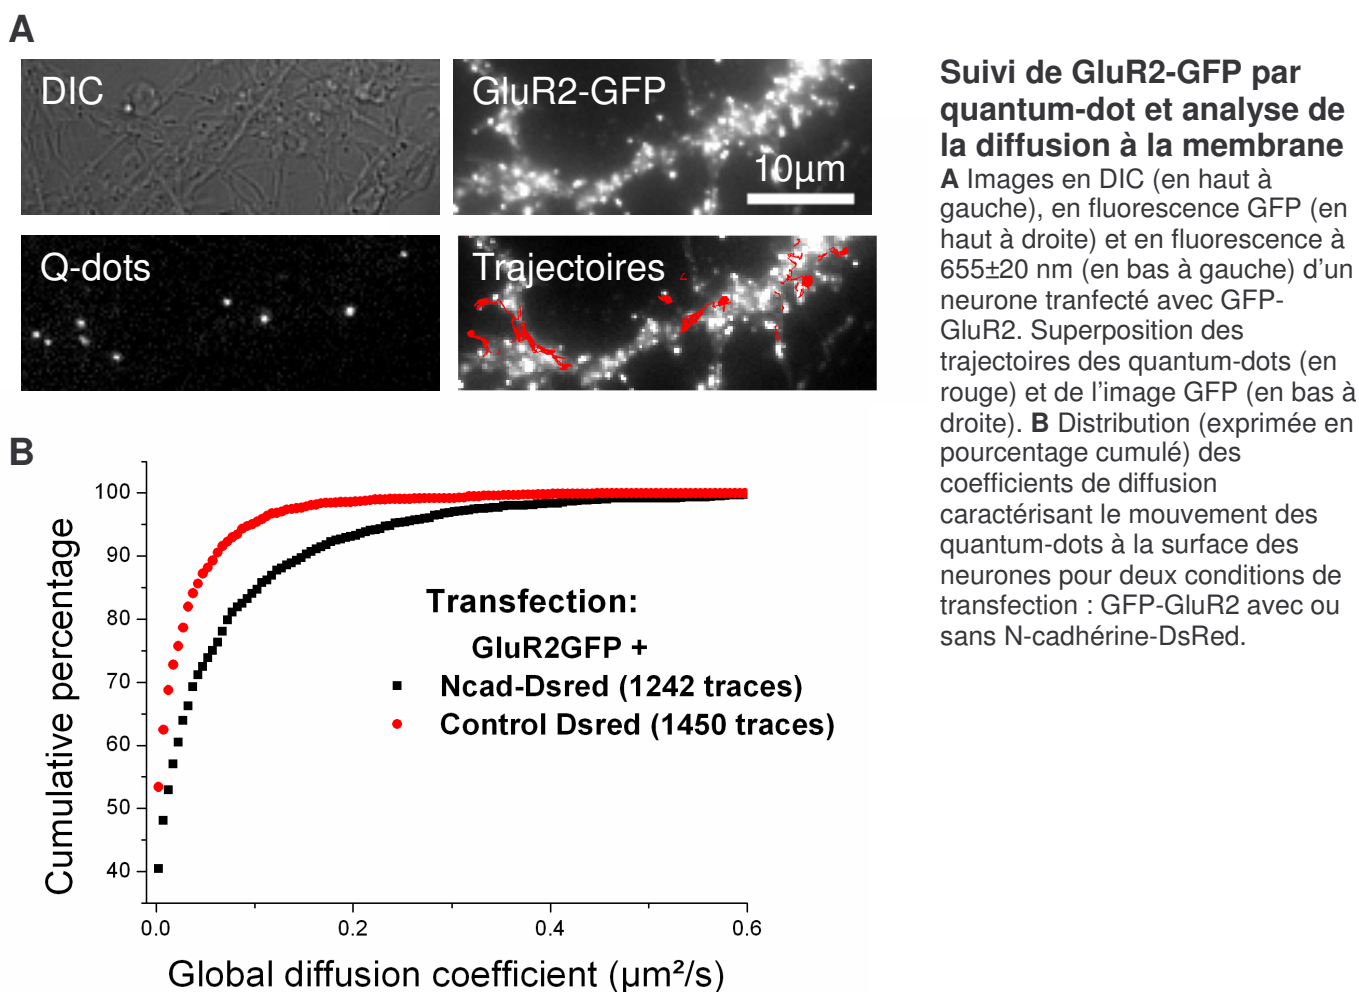 A
DIC
GluR2-GFP
10µm
Q-dots
Trajectoires
Suivi de GluR2-GFP par
quantum-dot et analyse de
la diffusion à la membrane
A Images en DIC (en haut à
gauche), en fluorescence GFP (en
haut à droite) et en fluorescence à
655±20 nm (en bas à gauche) d'un
neurone tranfecté avec GFP-
GluR2. Superposition des
trajectoires des quantum-dots (en
rouge) et de l'image GFP (en bas à
droite). B Distribution (exprimée en
pourcentage cumulé) des
coefficients de diffusion
caractérisant le mouvement des
quantum-dots à la surface des
neurones pour deux conditions de
transfection : GFP-GluR2 avec ou
sans N-cadhérine-DsRed.
B
Cumulative percentage
100
90
80
70
60
50
40
Transfection:
GluR2GFP +
Ncad-Dsred (1242 traces)
Control Dsred (1450 traces)
0.0
0.2
0.4
0.6
Global diffusion coefficient (µm²/s)